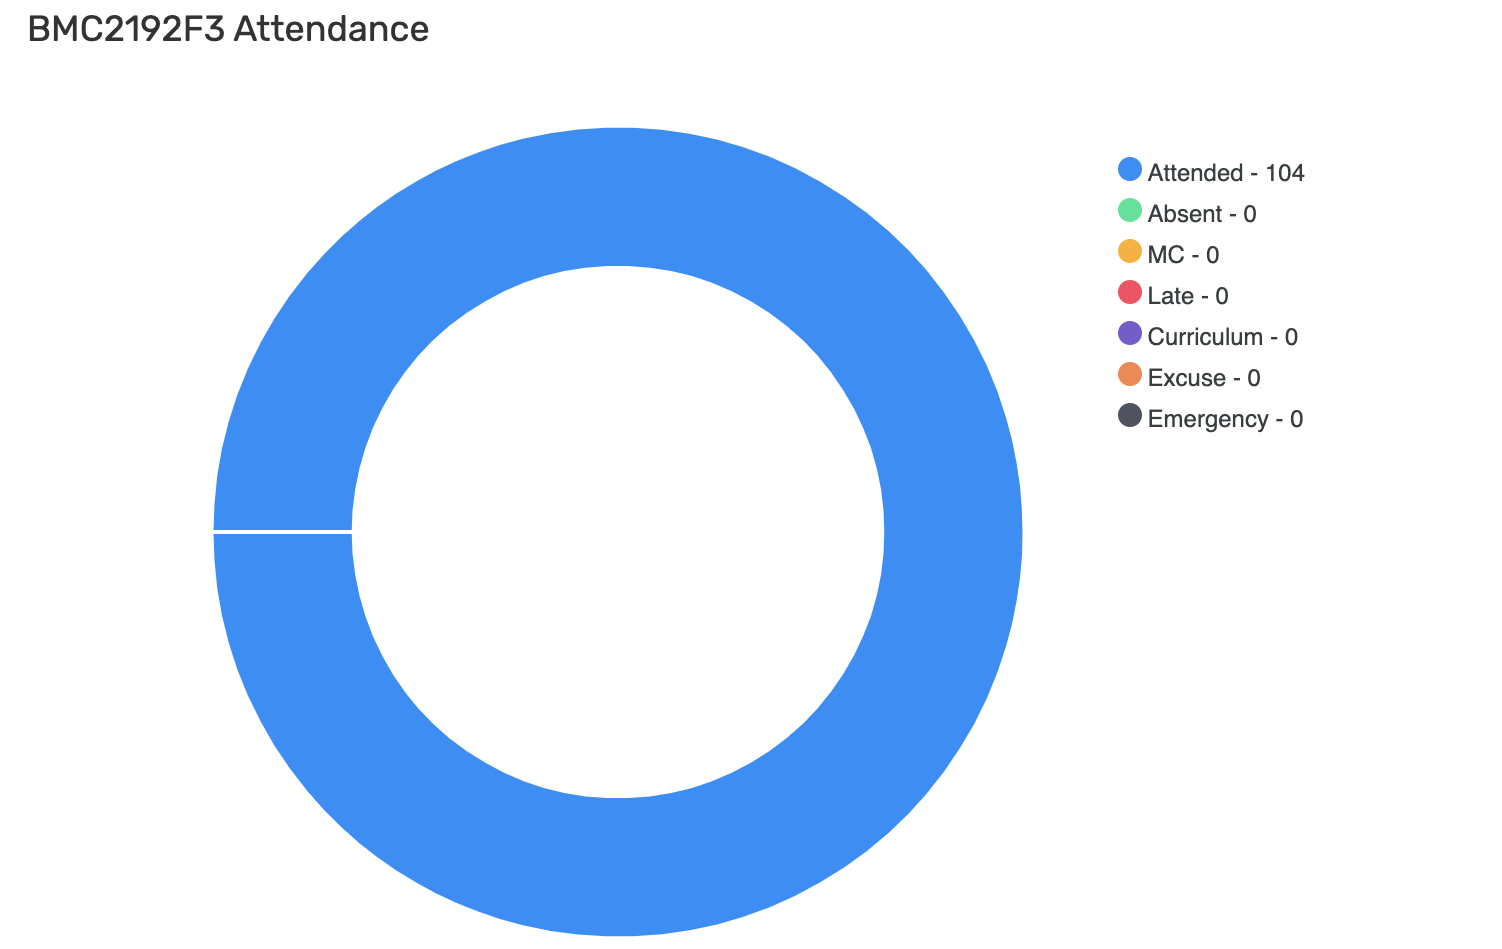 BMC2192F3 Attendance
Attended - 104
Absent - 0
MC - 0
Late - 0
Curriculum - 0
Excuse - 0
Emergency - 0